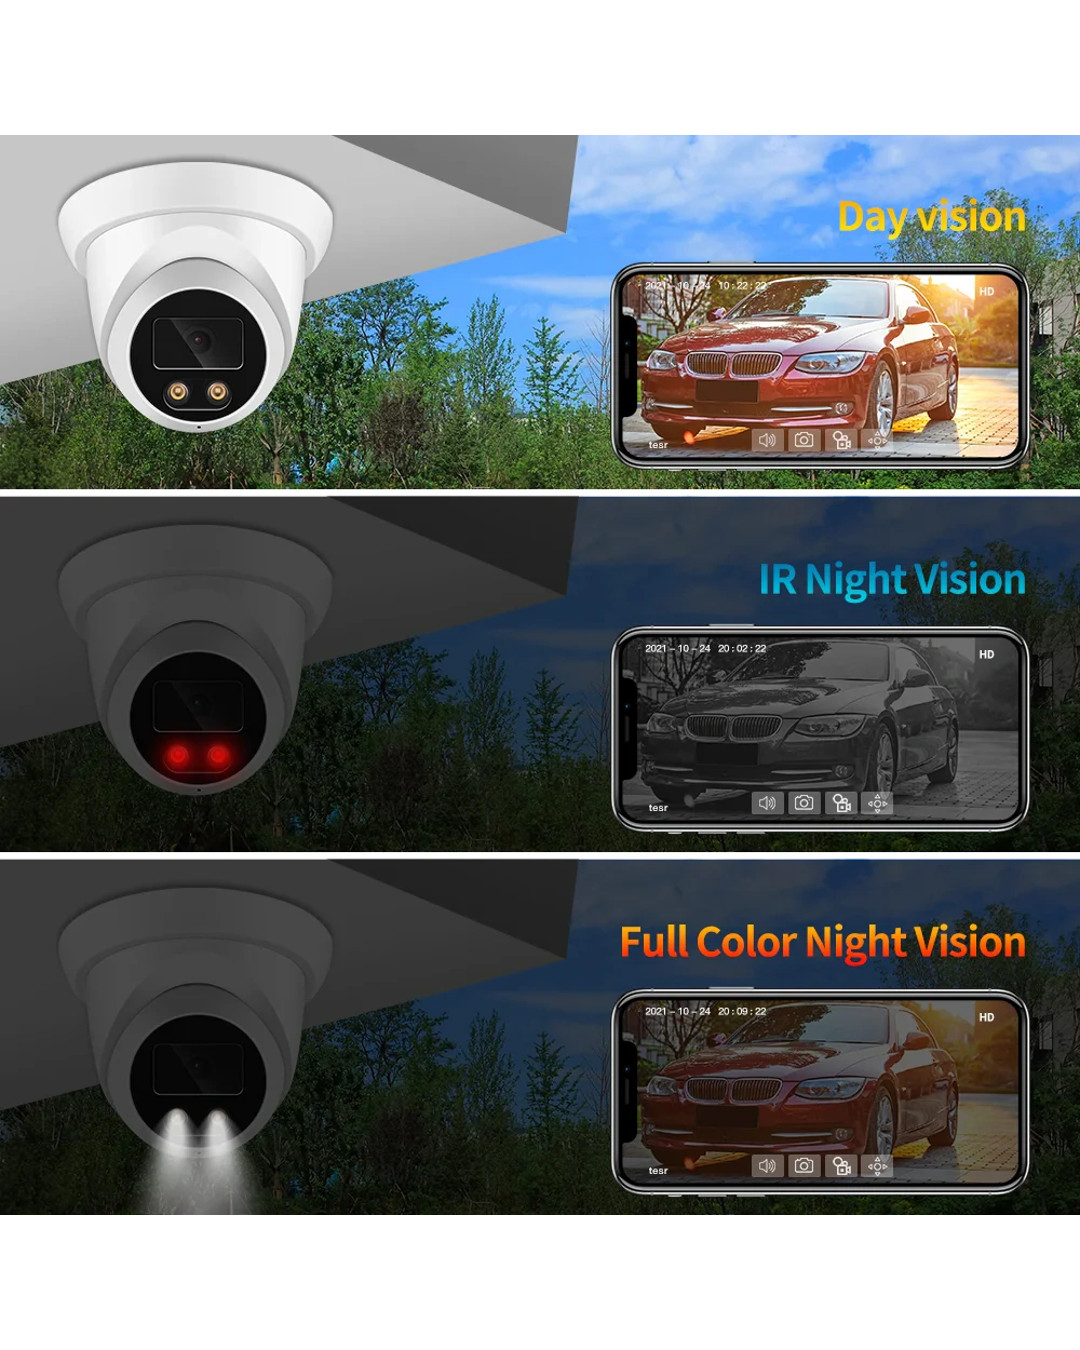 Day vision
2021-10-24 10:22:22
HD
tesr
IR Night Vision
2021-10-24 20:02:22
HD
tesr
Full Color Night Vision
2021-10-24 20:09:22
HD
tesr